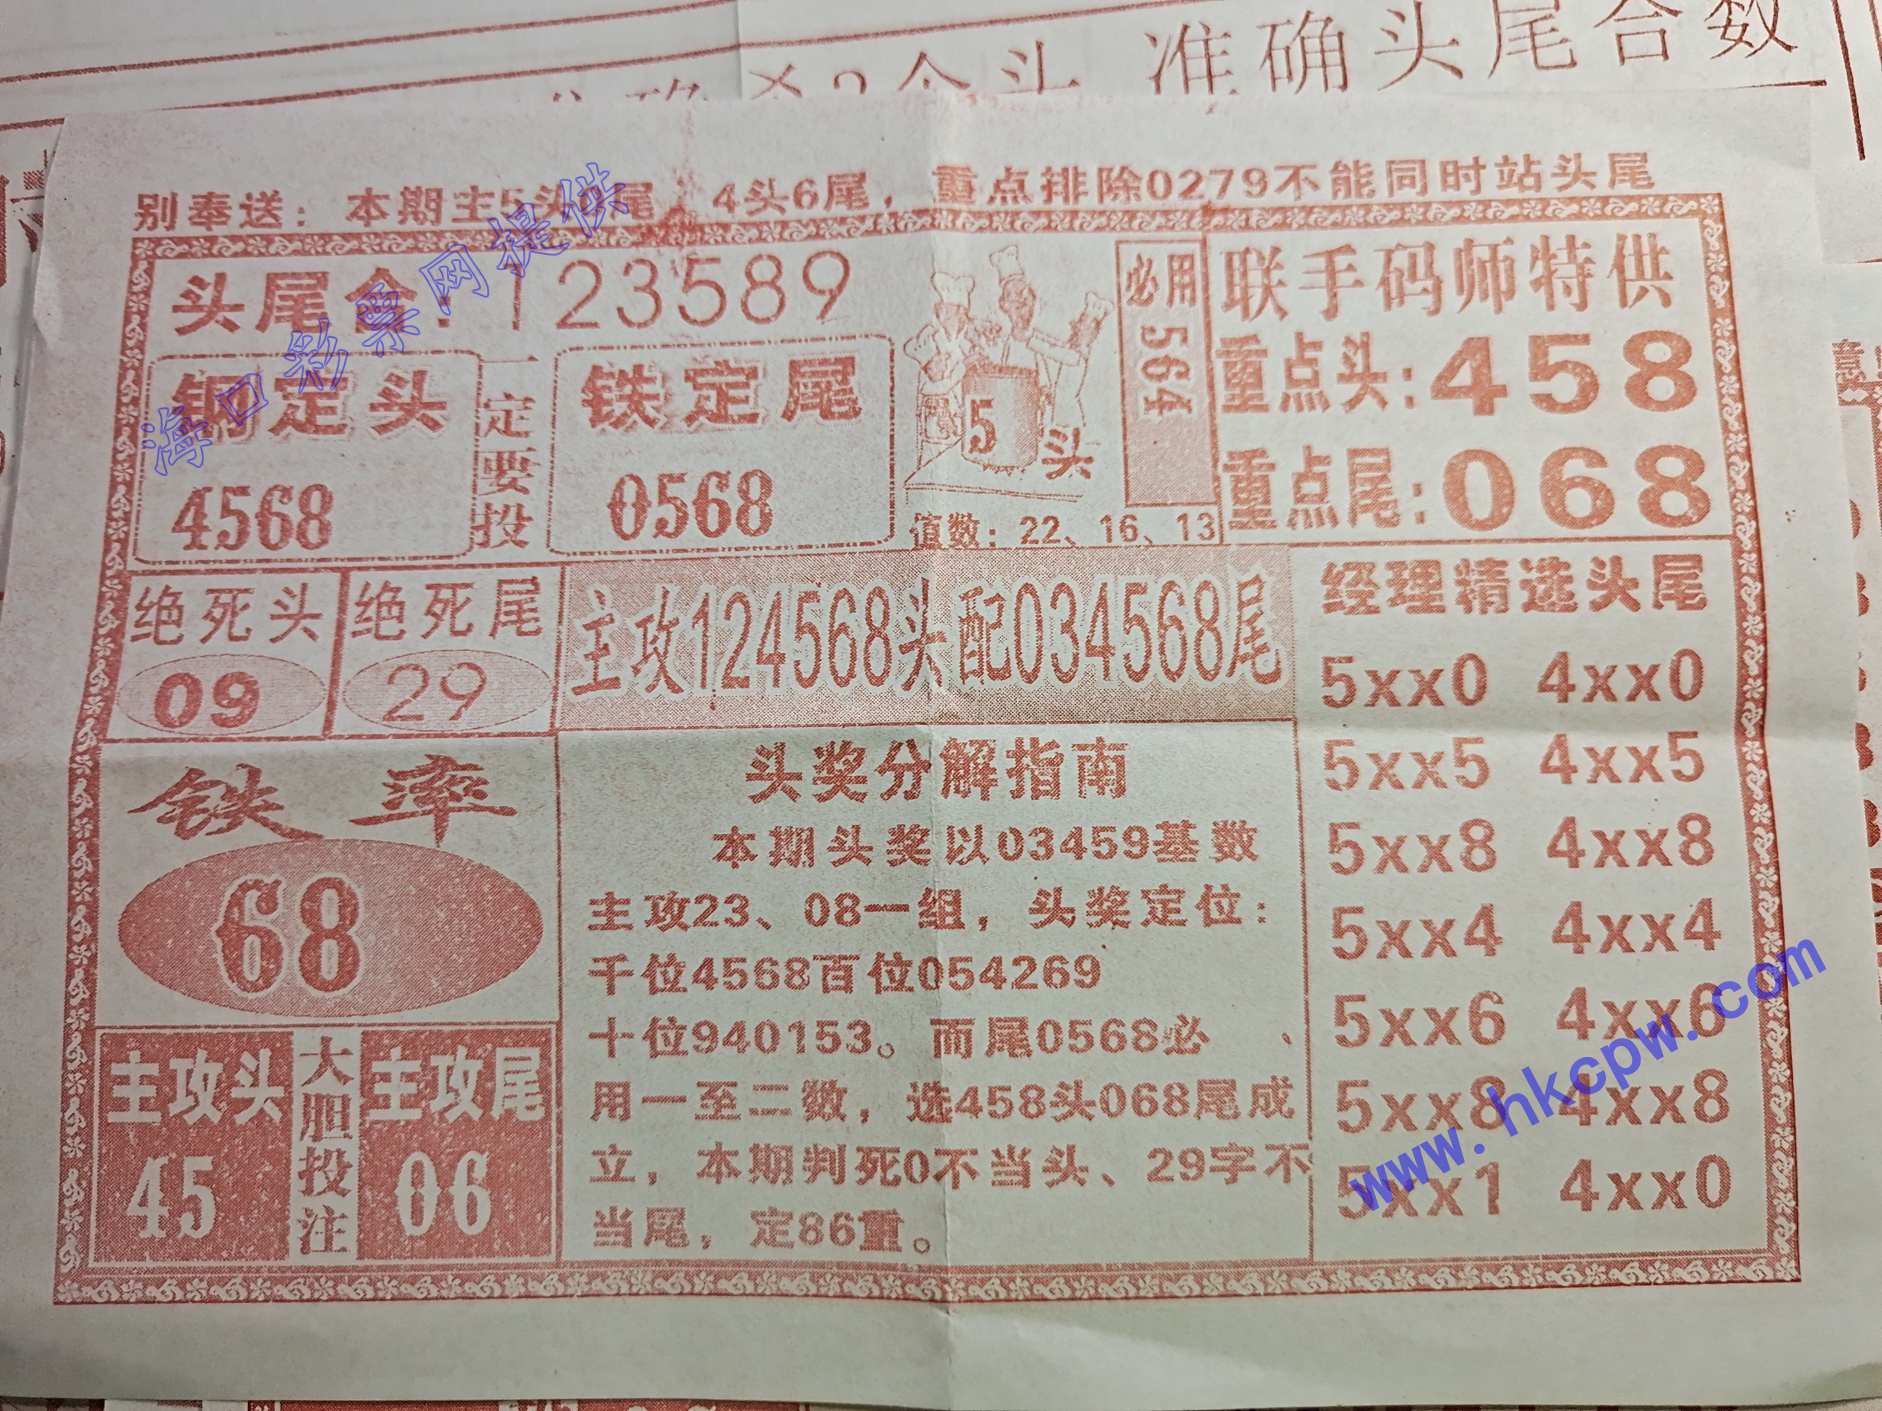 准确头尾合数
别奉送：本期主5头0尾，4头6尾，重点排除0279不能同时站头尾
头尾合：123589
钢定头
4568
一定要投
铁定尾
0568
5头
值数：22、16、13
必用564
联手码师特供
重点头：458
重点尾：068
绝死头
09
绝死尾
29
主攻124568头配034568尾
经理精选头尾
5xx0 4xx0
5xx5 4xx5
5xx8 4xx8
5xx4 4xx4
5xx6 4xx6
5xx8 4xx8
5xx1 4xx0
铁率
68
主攻头
45
大胆投注
主攻尾
06
头奖分解指南
本期头奖以03459基数
主攻23、08一组，头奖定位：
千位4568百位054269
十位940153。而尾0568必
用一至二数，选458头068尾成
立，本期判死0不当头、29字不
当尾，定86重。
海口彩票网提供
www.hkcpw.com